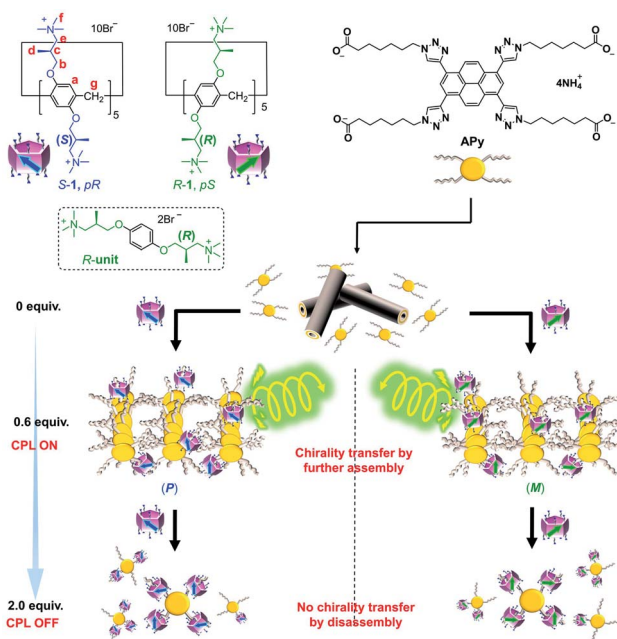 f
N
+
10Br⁻
e
d
c
b
O
a
g
CH₂
5
O
(S)
N
+
S-1, pR
N
+
10Br⁻
O
CH₂
5
O
(R)
N
+
R-1, pS
O
⁻O
N
N
N
N
N
N
O
O⁻
4NH₄⁺
O
⁻O
N
N
N
N
N
N
O
O⁻
APy
2Br⁻
N
+
O
O
(R)
N
+
R-unit
0 equiv.
0.6 equiv.
CPL ON
Chirality transfer by
further assembly
(P)
(M)
2.0 equiv.
CPL OFF
No chirality transfer
by disassembly